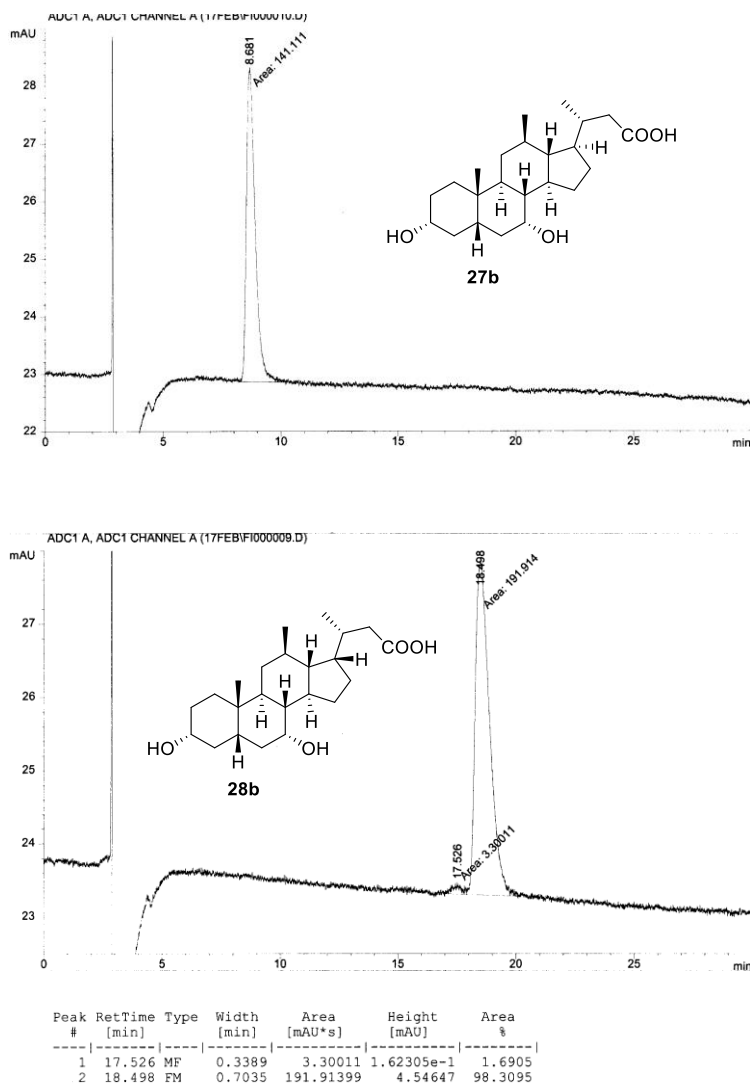 ADC1 A, ADC1 CHANNEL A (17FEB\FI000010.D)
mAU
8.681
Area: 141.111
28
27
26
25
24
23
22
0 5 10 15 20 25 min
H
COOH
H
H
H
H
HO
OH
H
27b
ADC1 A, ADC1 CHANNEL A (17FEB\FI000009.D)
mAU
18.498
Area: 191.914
17.526
Area: 3.30011
27
26
25
24
23
0 5 10 15 20 25 min
H
COOH
H
H
H
H
HO
OH
H
28b
Peak RetTime Type Width Area Height Area
# [min] [min] [mAU*s] [mAU] %
----|-------|----|-------|----------|----------|--------|
1 17.526 MF 0.3389 3.30011 1.62305e-1 1.6905
2 18.498 FM 0.7035 191.91399 4.54647 98.3095